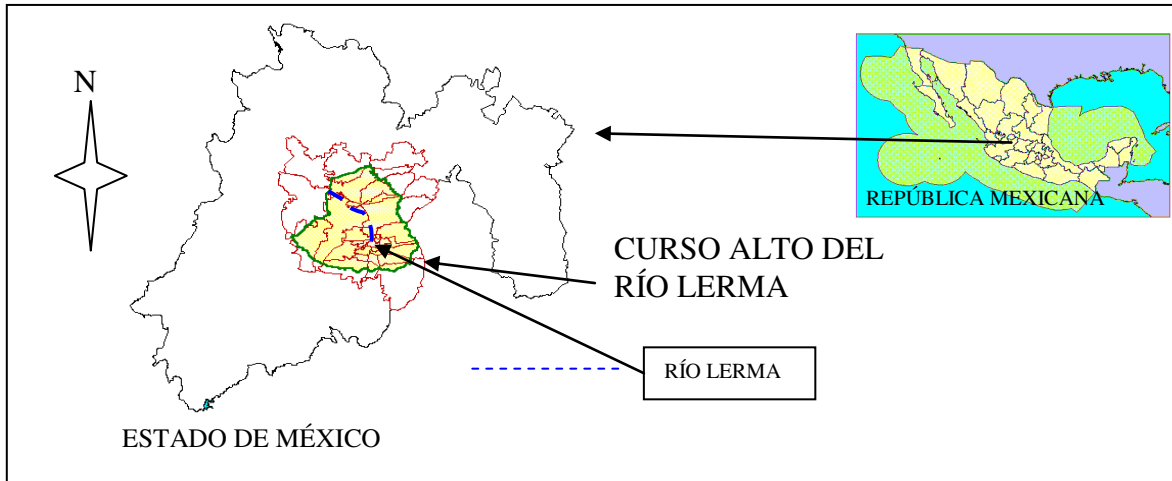 N
REPÚBLICA MEXICANA
CURSO ALTO DEL
RÍO LERMA
RÍO LERMA
ESTADO DE MÉXICO